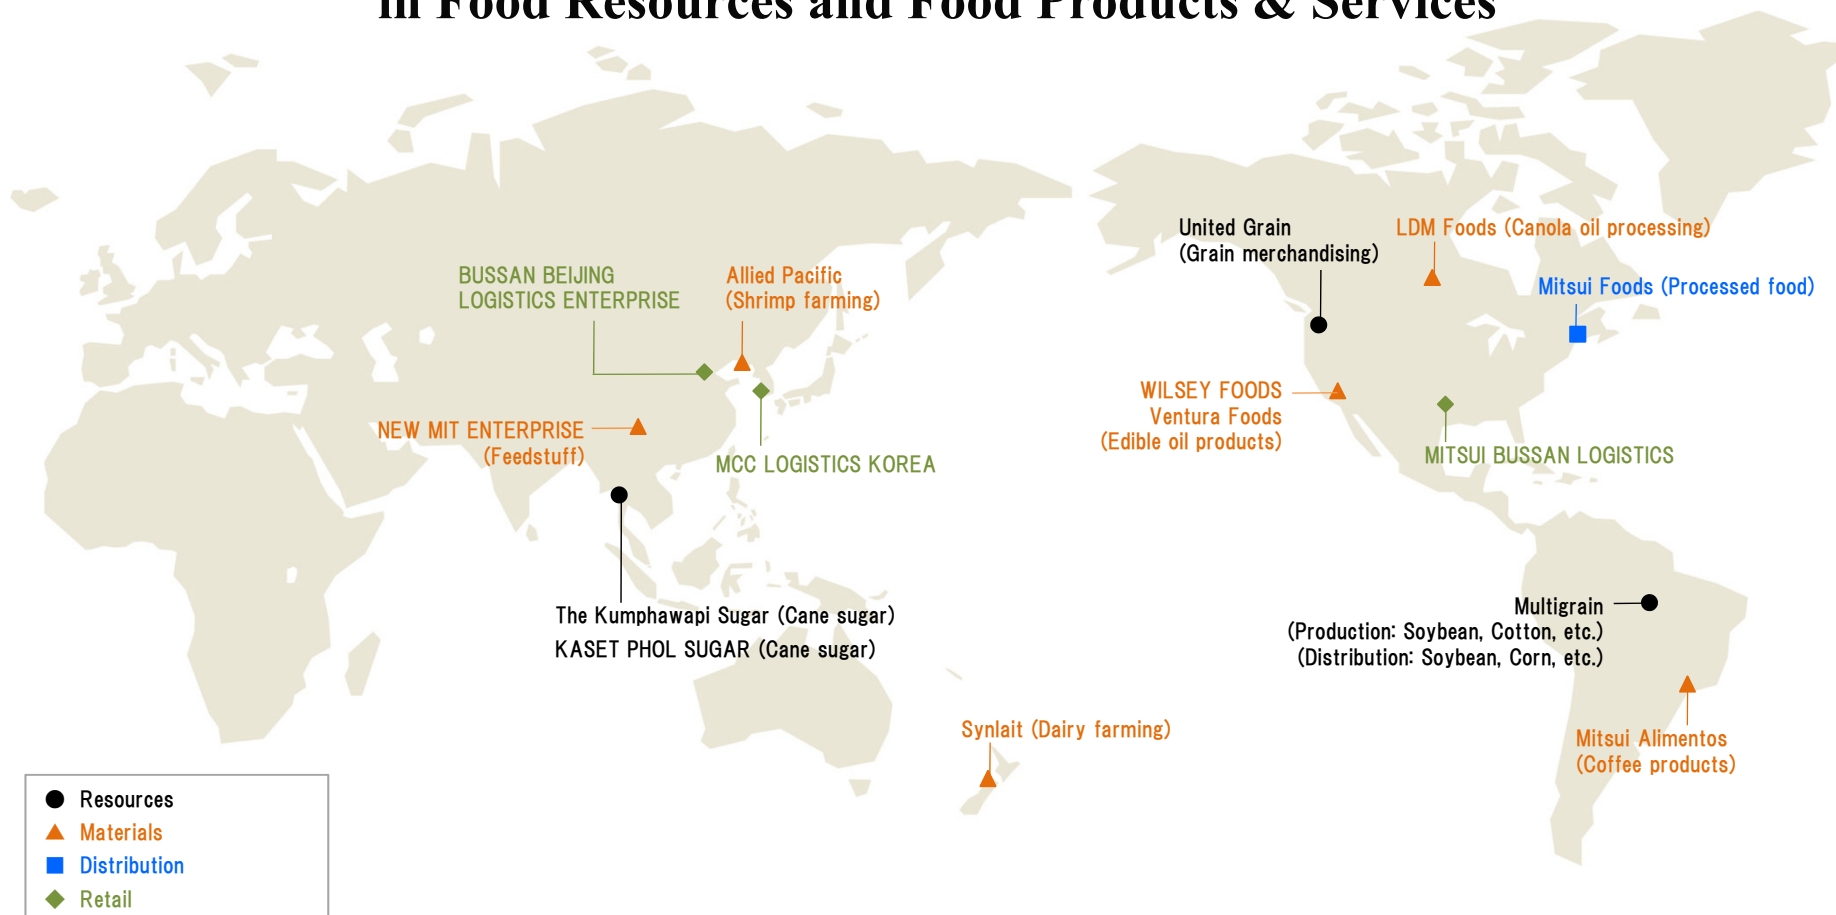 in Food Resources and Food Products & Services
United Grain
(Grain merchandising)
LDM Foods (Canola oil processing)
BUSSAN BEIJING
LOGISTICS ENTERPRISE
Allied Pacific
(Shrimp farming)
Mitsui Foods (Processed food)
WILSEY FOODS
Ventura Foods
(Edible oil products)
NEW MIT ENTERPRISE
(Feedstuff)
MCC LOGISTICS KOREA
MITSUI BUSSAN LOGISTICS
The Kumphawapi Sugar (Cane sugar)
KASET PHOL SUGAR (Cane sugar)
Multigrain
(Production: Soybean, Cotton, etc.)
(Distribution: Soybean, Corn, etc.)
Synlait (Dairy farming)
Mitsui Alimentos
(Coffee products)
Resources
Materials
Distribution
Retail